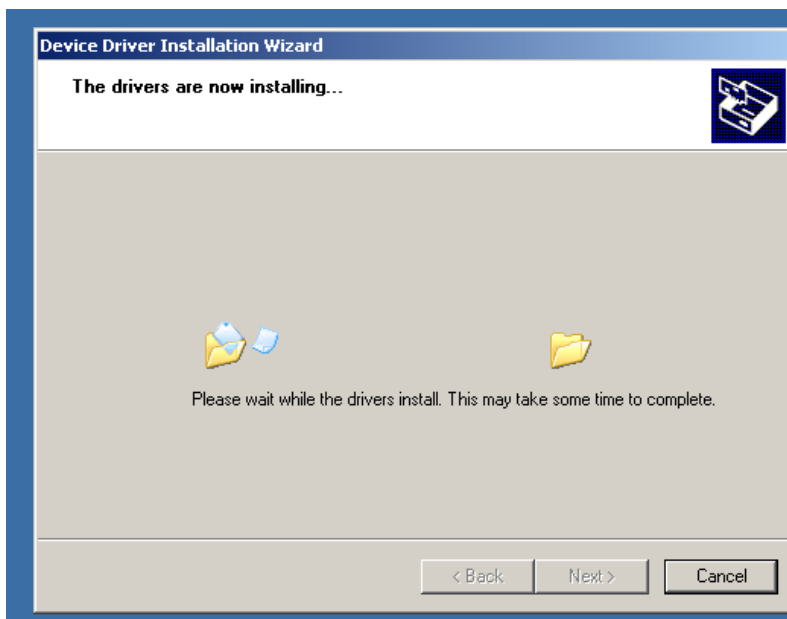 Device Driver Installation Wizard
The drivers are now installing...
Please wait while the drivers install. This may take some time to complete.
< Back
Next >
Cancel